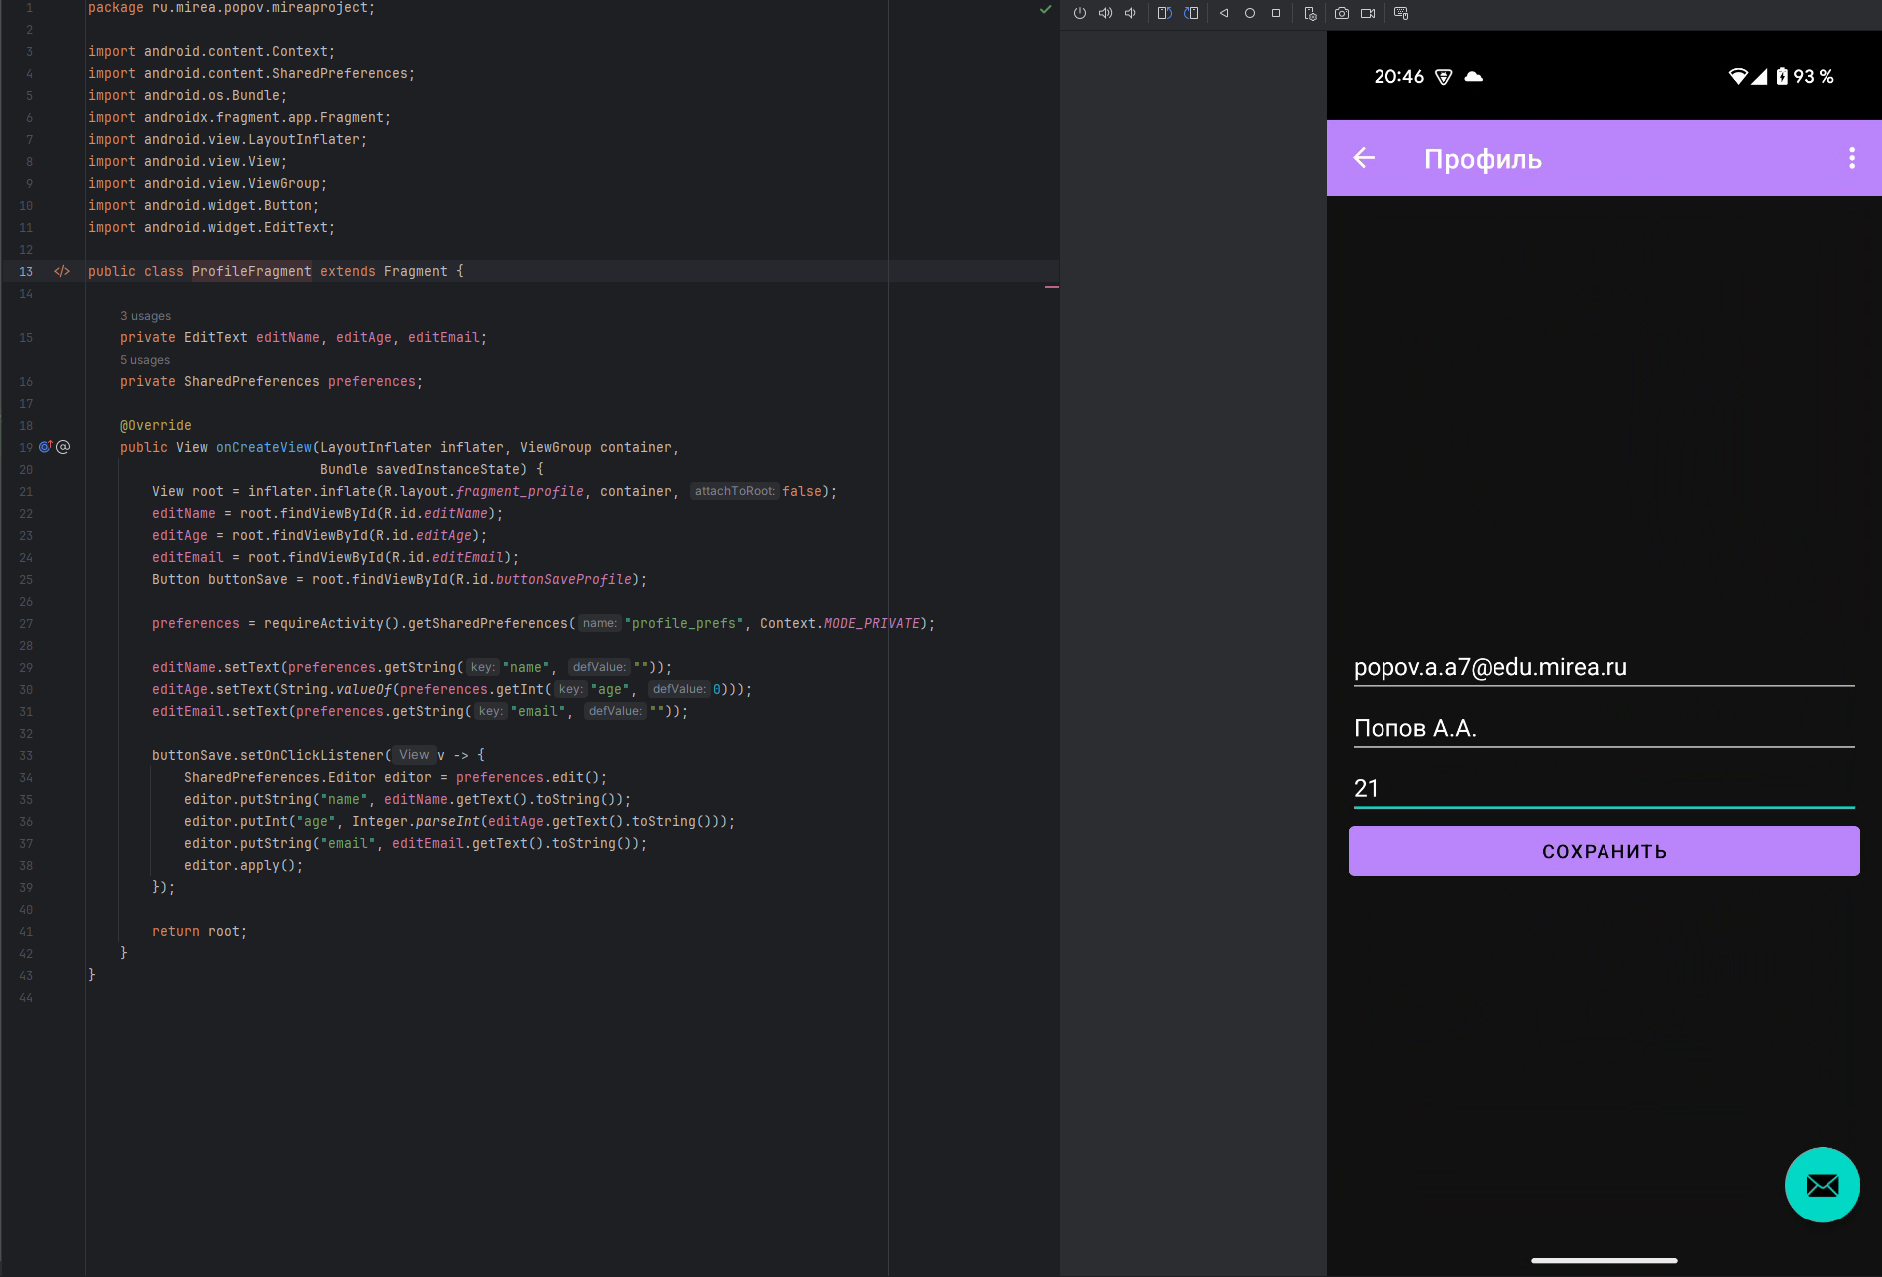 1 package ru.mirea.popov.mireaproject;
2
3 import android.content.Context;
4 import android.content.SharedPreferences;
5 import android.os.Bundle;
6 import androidx.fragment.app.Fragment;
7 import android.view.LayoutInflater;
8 import android.view.View;
9 import android.view.ViewGroup;
10 import android.widget.Button;
11 import android.widget.EditText;
12
13 </> public class ProfileFragment extends Fragment {
14
3 usages
15 private EditText editName, editAge, editEmail;
5 usages
16 private SharedPreferences preferences;
17
18 @Override
19 @ public View onCreateView(LayoutInflater inflater, ViewGroup container,
20 Bundle savedInstanceState) {
21 View root = inflater.inflate(R.layout.fragment_profile, container, attachToRoot: false);
22 editName = root.findViewById(R.id.editName);
23 editAge = root.findViewById(R.id.editAge);
24 editEmail = root.findViewById(R.id.editEmail);
25 Button buttonSave = root.findViewById(R.id.buttonSaveProfile);
26
27 preferences = requireActivity().getSharedPreferences( name: "profile_prefs", Context.MODE_PRIVATE);
28
29 editName.setText(preferences.getString( key: "name", defValue: ""));
30 editAge.setText(String.valueOf(preferences.getInt( key: "age", defValue: 0)));
31 editEmail.setText(preferences.getString( key: "email", defValue: ""));
32
33 buttonSave.setOnClickListener( View v -> {
34 SharedPreferences.Editor editor = preferences.edit();
35 editor.putString("name", editName.getText().toString());
36 editor.putInt("age", Integer.parseInt(editAge.getText().toString()));
37 editor.putString("email", editEmail.getText().toString());
38 editor.apply();
39 });
40
41 return root;
42 }
43 }
44
20:46 93 %
Профиль
popov.a.a7@edu.mirea.ru
Попов А.А.
21
СОХРАНИТЬ